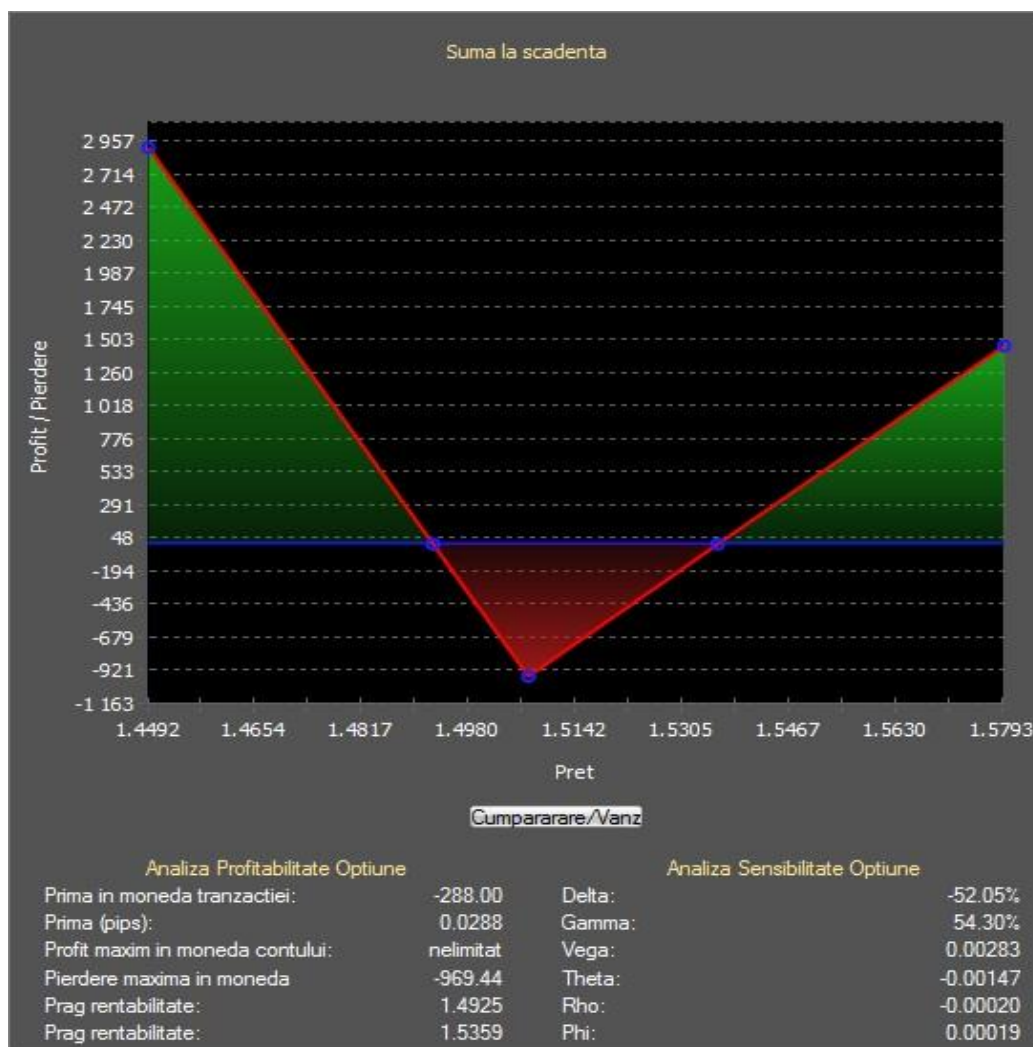 Suma la scadenta
Profit / Pierdere
2 957
2 714
2 472
2 230
1 987
1 745
1 503
1 260
1 018
776
533
291
48
-194
-436
-679
-921
-1 163
1.4492 1.4654 1.4817 1.4980 1.5142 1.5305 1.5467 1.5630 1.5793
Pret
Cumpararare/Vanz
Analiza Profitabilitate Optiune
Prima in moneda tranzactiei: -288.00
Prima (pips): 0.0288
Profit maxim in moneda contului: nelimitat
Pierdere maxima in moneda -969.44
Prag rentabilitate: 1.4925
Prag rentabilitate: 1.5359
Analiza Sensibilitate Optiune
Delta: -52.05%
Gamma: 54.30%
Vega: 0.00283
Theta: -0.00147
Rho: -0.00020
Phi: 0.00019